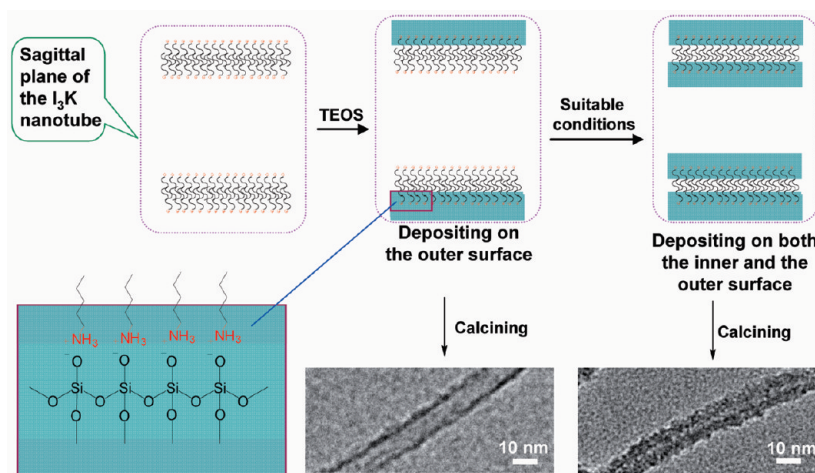 Sagittal
plane of
the I₃K
nanotube
TEOS
Suitable
conditions
Depositing on
the outer surface
Depositing on both
the inner and the
outer surface
Calcining
Calcining
NH₃ NH₃ NH₃ NH₃
⁻O ⁻O ⁻O ⁻O
Si Si Si Si
O O O O O
O O O O
10 nm
10 nm